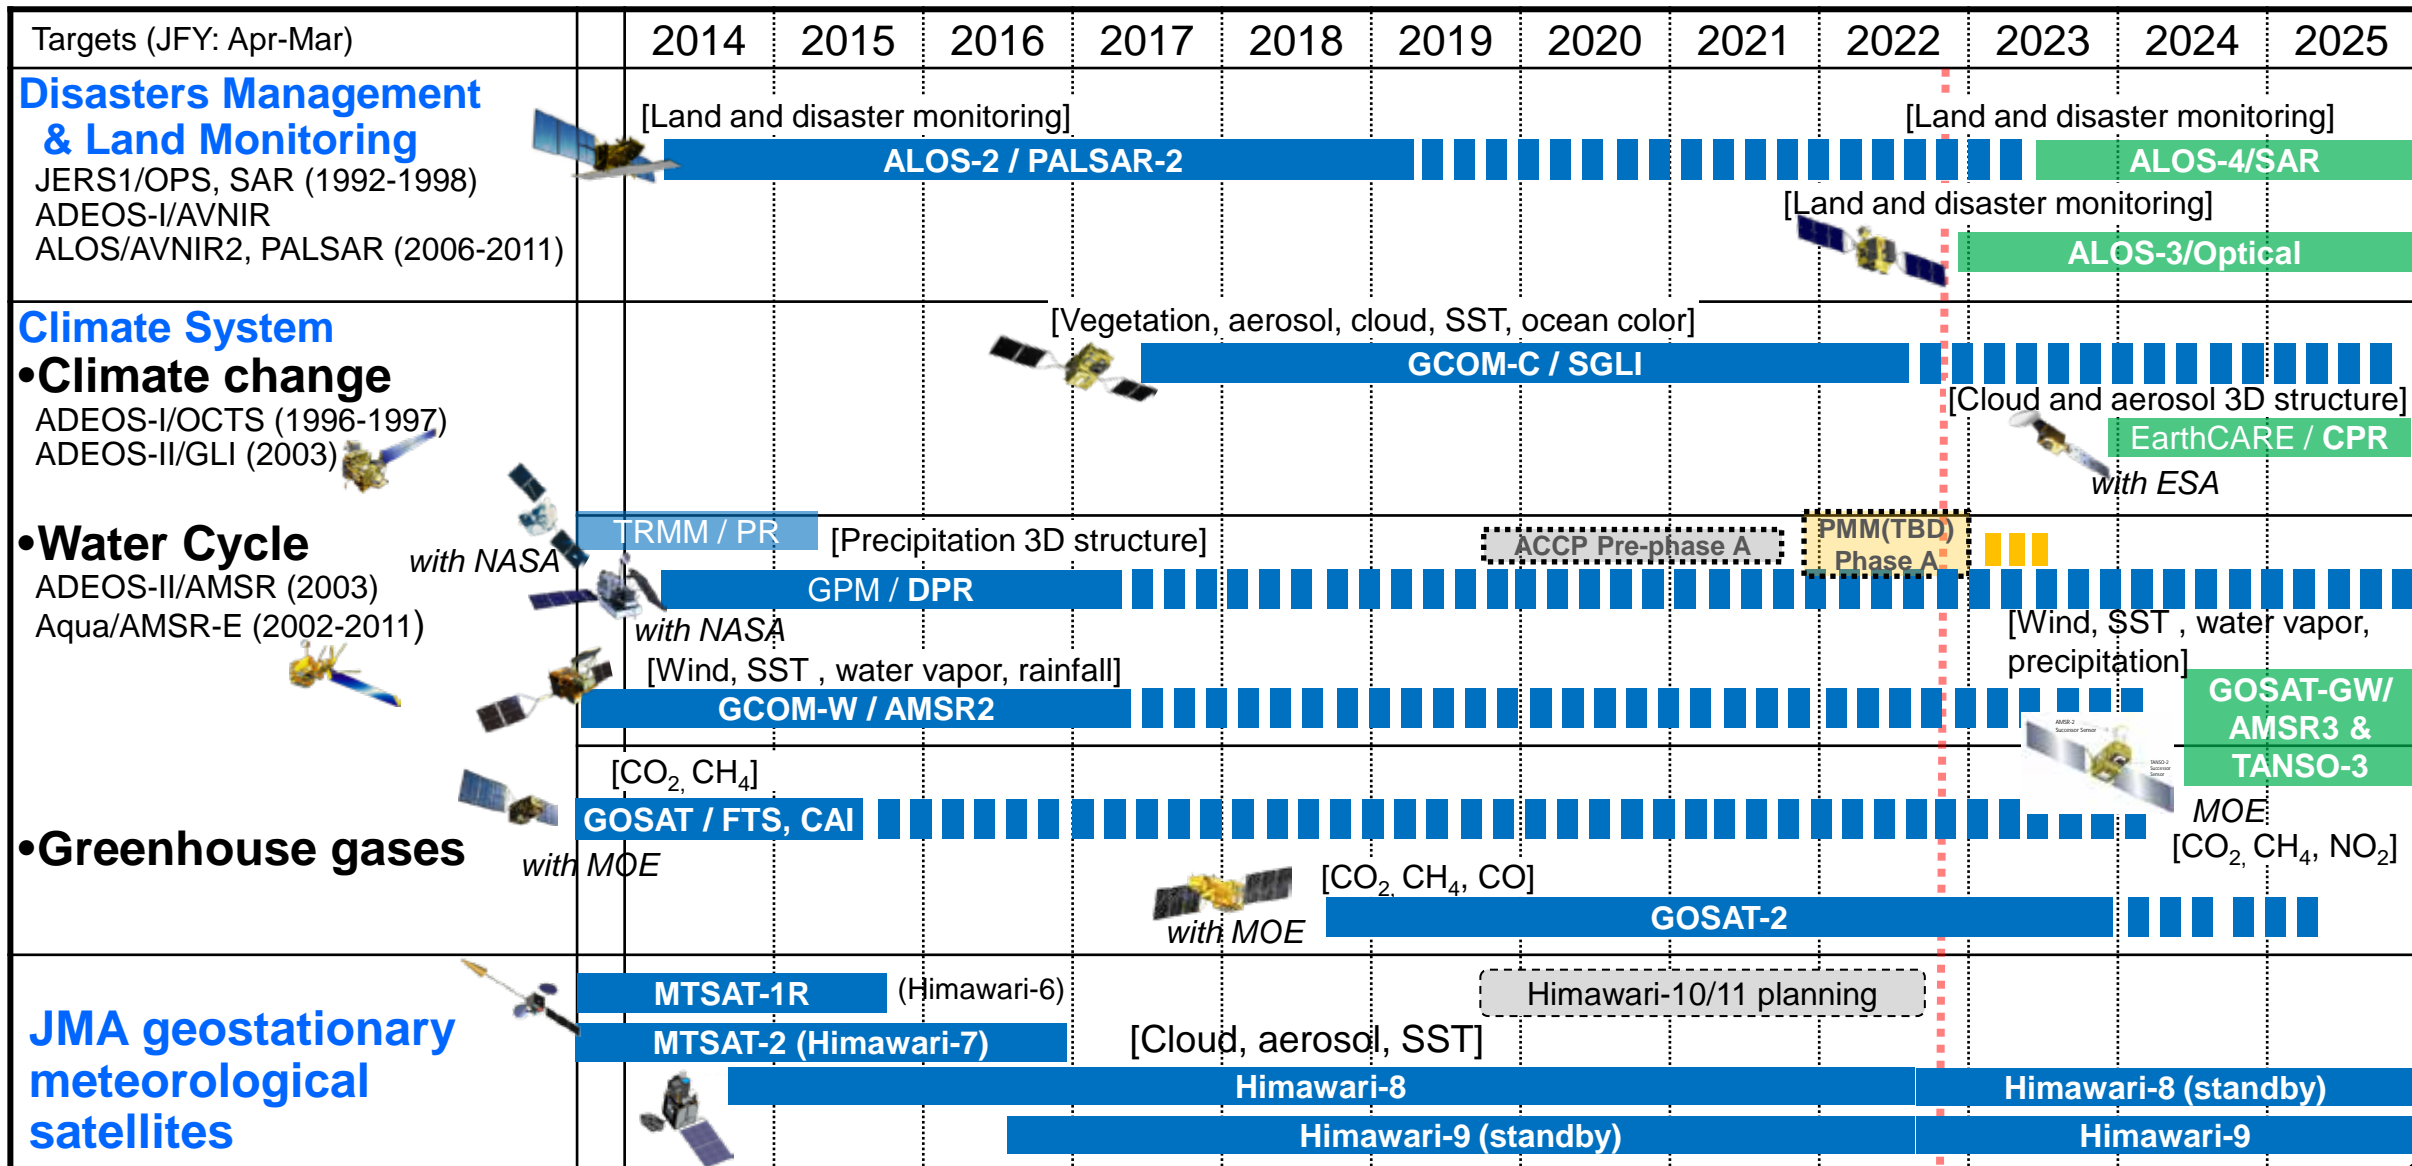 Targets (JFY: Apr-Mar)
2014 2015 2016 2017 2018 2019 2020 2021 2022 2023 2024 2025
Disasters Management
& Land Monitoring
JERS1/OPS, SAR (1992-1998)
ADEOS-I/AVNIR
ALOS/AVNIR2, PALSAR (2006-2011)
[Land and disaster monitoring]
ALOS-2 / PALSAR-2
[Land and disaster monitoring]
ALOS-4/SAR
[Land and disaster monitoring]
ALOS-3/Optical
Climate System
•Climate change
ADEOS-I/OCTS (1996-1997)
ADEOS-II/GLI (2003)
[Vegetation, aerosol, cloud, SST, ocean color]
GCOM-C / SGLI
[Cloud and aerosol 3D structure]
EarthCARE / CPR
with ESA
•Water Cycle
ADEOS-II/AMSR (2003)
Aqua/AMSR-E (2002-2011)
with NASA
TRMM / PR
[Precipitation 3D structure]
ACCP Pre-phase A
PMM(TBD)
Phase A
GPM / DPR
with NASA
[Wind, SST , water vapor, rainfall]
GCOM-W / AMSR2
[Wind, SST , water vapor,
precipitation]
GOSAT-GW/
AMSR3 &
TANSO-3
AMSR-2
Successor Sensor
TANSO-2
Successor
Sensor
MOE
[CO2, CH4, NO2]
•Greenhouse gases
[CO2, CH4]
GOSAT / FTS, CAI
with MOE
[CO2, CH4, CO]
GOSAT-2
with MOE
JMA geostationary
meteorological
satellites
MTSAT-1R
(Himawari-6)
Himawari-10/11 planning
MTSAT-2 (Himawari-7)
[Cloud, aerosol, SST]
Himawari-8
Himawari-8 (standby)
Himawari-9 (standby)
Himawari-9